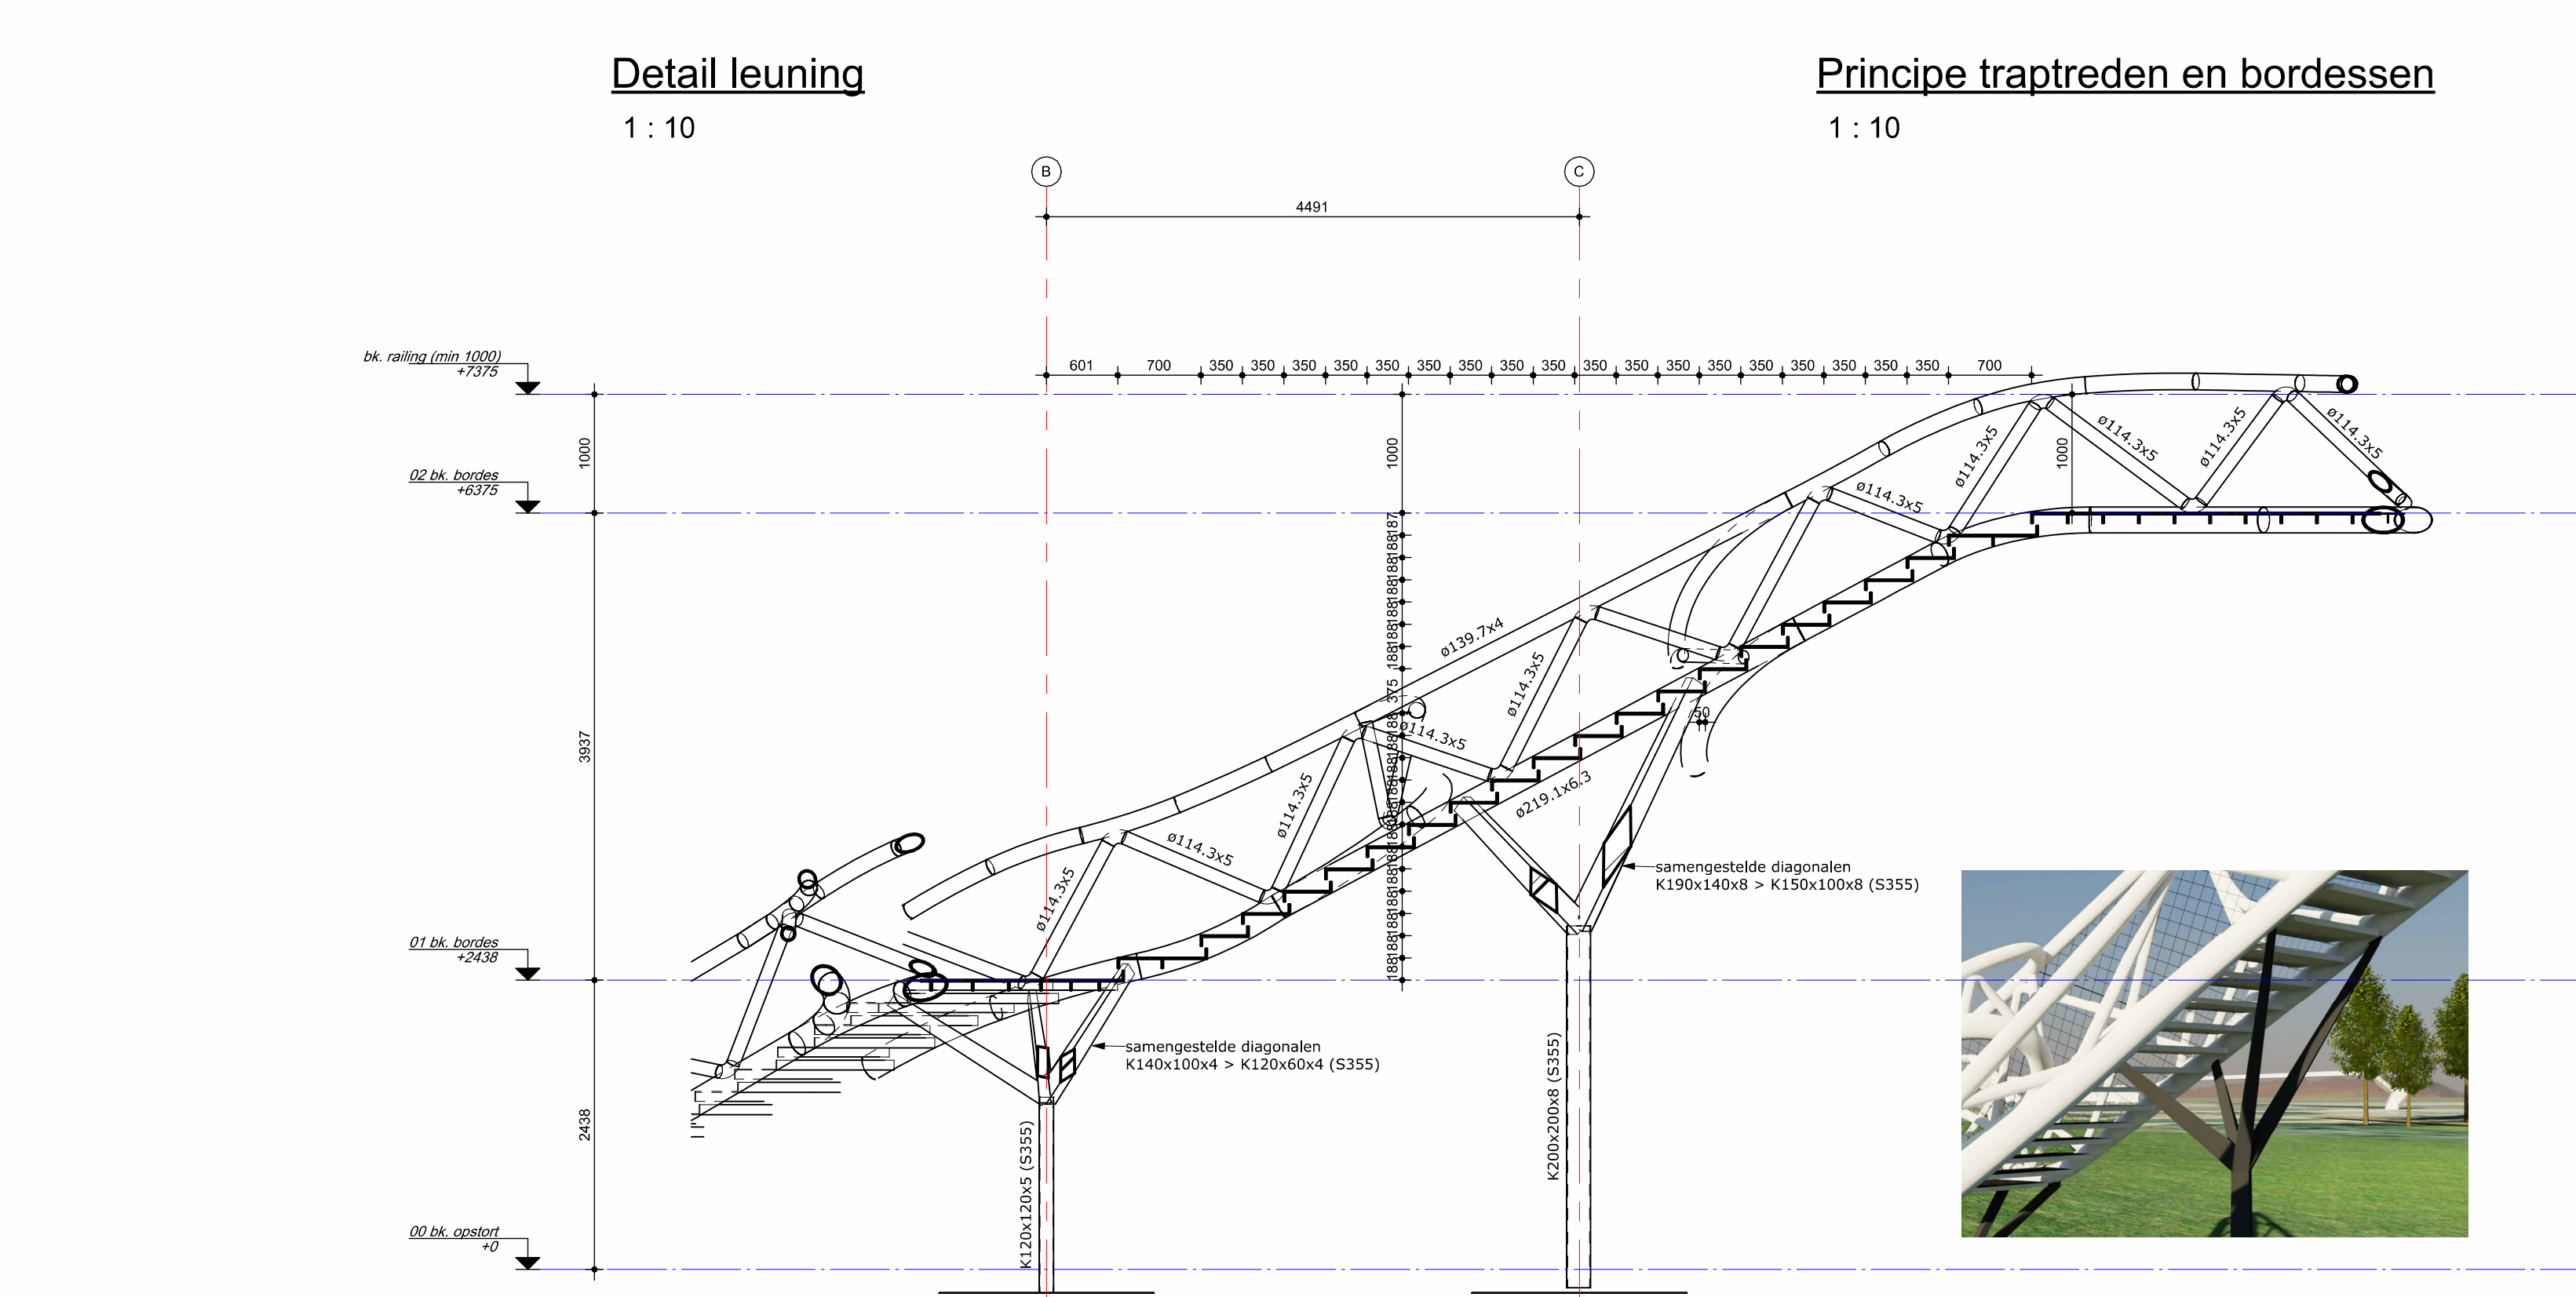 Detail leuning
1 : 10
Principe traptreden en bordessen
1 : 10
B
C
4491
bk. railing (min 1000)
+7375
601 700 350 350 350 350 350 350 350 350 350 350 350 350 350 350 350 350 350 350 700
1000
1000
1000
02 bk. bordes
+6375
3937
375
ø139.7x4
ø219.1x6.3
ø114.3x5
ø114.3x5
ø114.3x5
ø114.3x5
ø114.3x5
ø114.3x5
ø114.3x5
ø114.3x5
ø114.3x5
ø114.3x5
50
samengestelde diagonalen
K190x140x8 > K150x100x8 (S355)
01 bk. bordes
+2438
samengestelde diagonalen
K140x100x4 > K120x60x4 (S355)
2438
K120x120x5 (S355)
K200x200x8 (S355)
00 bk. opstort
+0